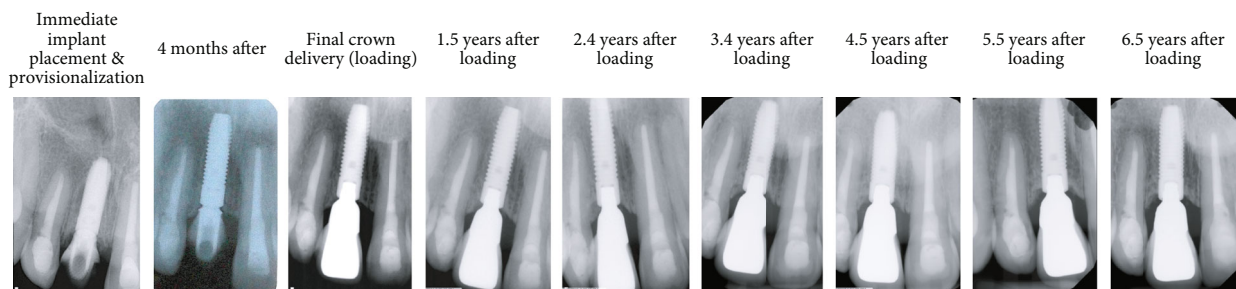 Immediate
implant
placement &
provisionalization
4 months after
Final crown
delivery (loading)
1.5 years after
loading
2.4 years after
loading
3.4 years after
loading
4.5 years after
loading
5.5 years after
loading
6.5 years after
loading